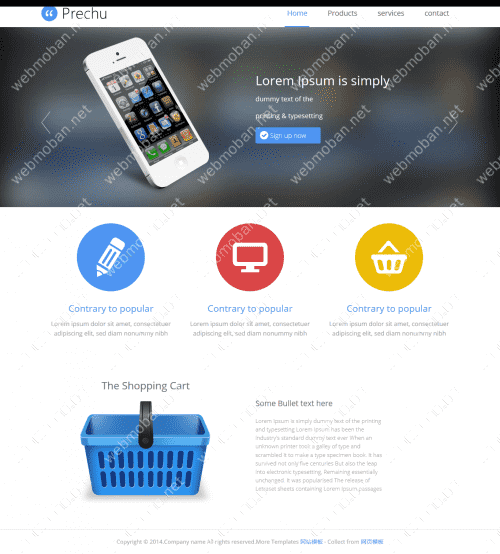 Prechu
Home Products services contact
Lorem Ipsum is simply
dummy text of the
printing & typesetting
Sign up now
Contrary to popular Contrary to popular Contrary to popular
Lorem ipsum dolor sit amet, consectetuer Lorem ipsum dolor sit amet, consectetuer Lorem ipsum dolor sit amet, consectetuer
adipiscing elit, sed diam nonummy nibh adipiscing elit, sed diam nonummy nibh adipiscing elit, sed diam nonummy nibh
The Shopping Cart
Some Bullet text here
Lorem Ipsum is simply dummy text of the printing
and typesetting Lorem Ipsum has been the
industry's standard dummy text ever When an
unknown printer took a galley of type and
scrambled it to make a type specimen book. It has
survived not only five centuries But also the leap
into electronic typesetting, Remaining essentially
unchanged. It was popularised The release of
Letraset sheets containing Lorem Ipsum passages
Copyright © 2014.Company name All rights reserved.More Templates 网站模板 - Collect from 网页模板
webmoban.net